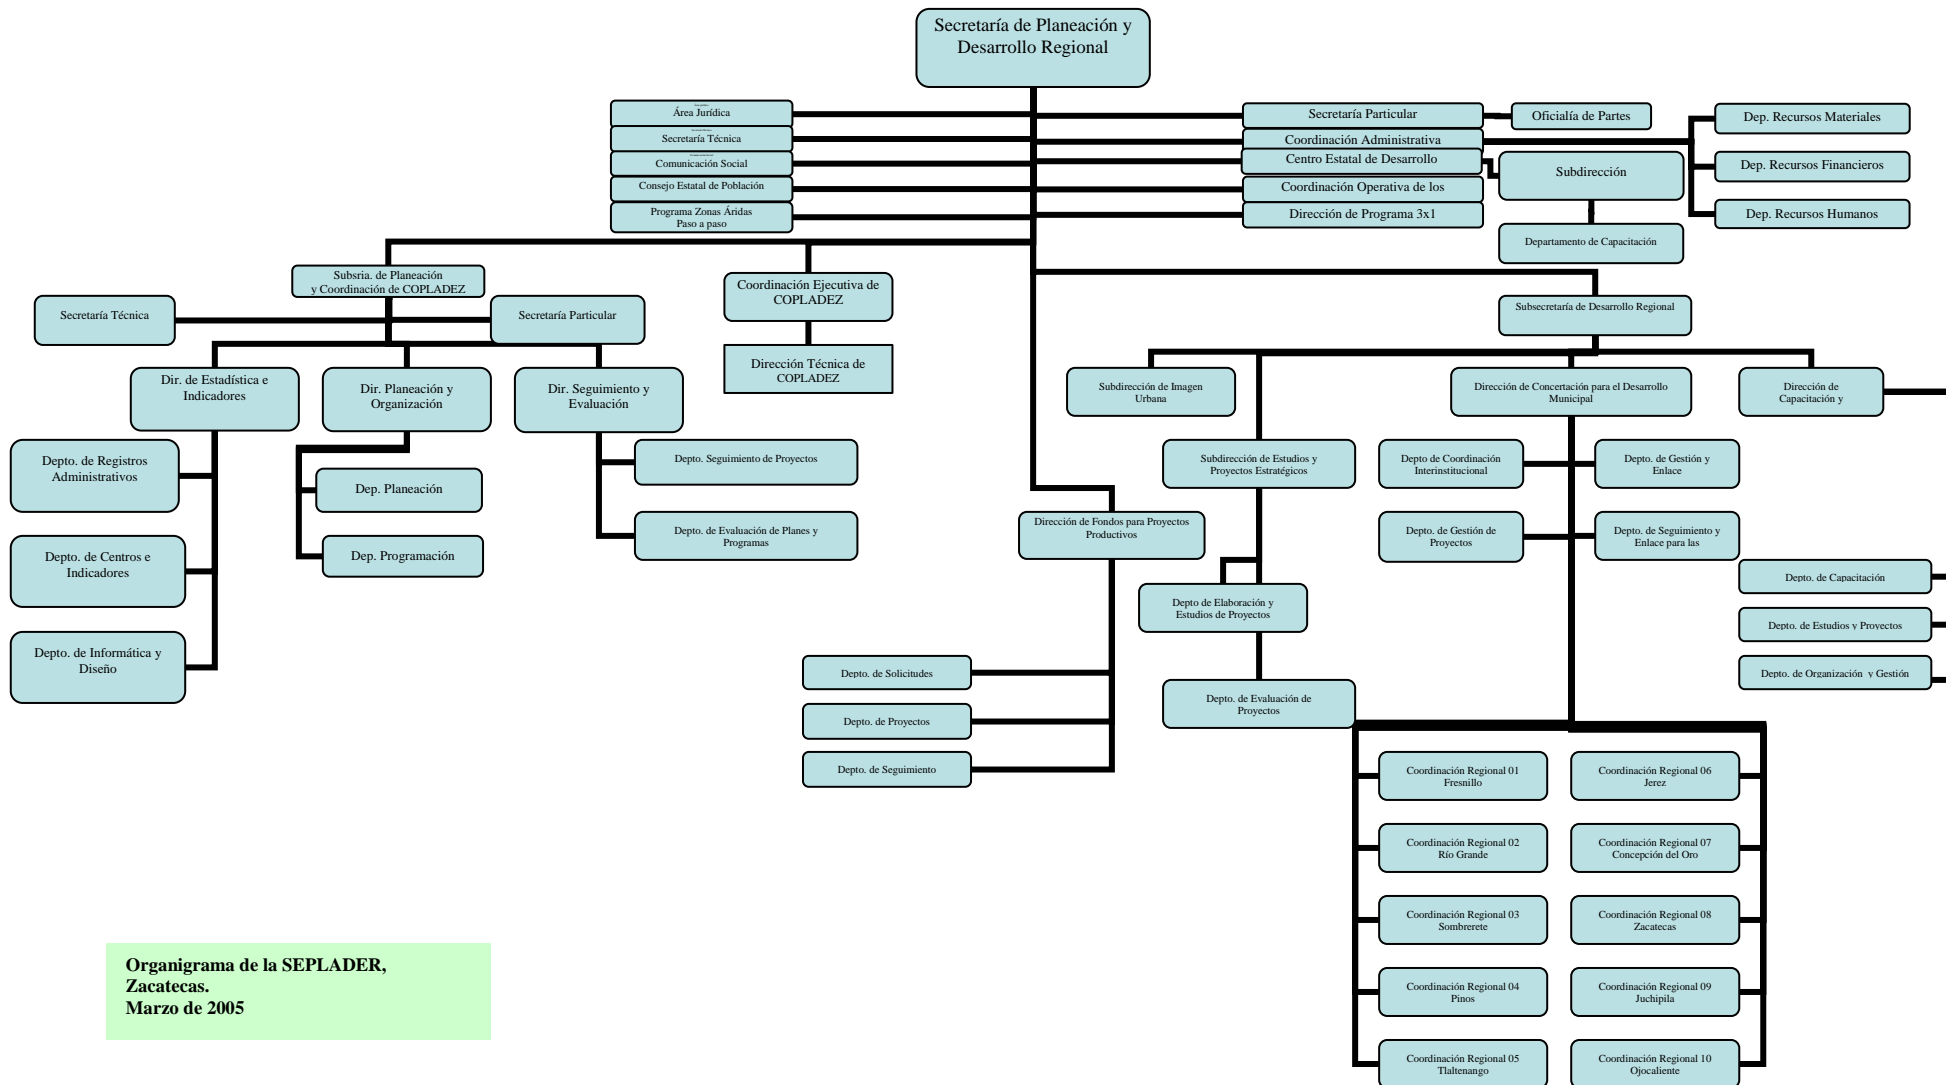 Secretaría de Planeación y
Desarrollo Regional
Área Jurídica
Secretaría Técnica
Comunicación Social
Consejo Estatal de Población
Programa Zonas Áridas
Paso a paso
Secretaría Particular
Oficialía de Partes
Coordinación Administrativa
Centro Estatal de Desarrollo
Coordinación Operativa de los
Dirección de Programa 3x1
Subdirección
Departamento de Capacitación
Dep. Recursos Materiales
Dep. Recursos Financieros
Dep. Recursos Humanos
Subsria. de Planeación
y Coordinación de COPLADEZ
Secretaría Técnica
Secretaría Particular
Coordinación Ejecutiva de
COPLADEZ
Dirección Técnica de
COPLADEZ
Subsecretaría de Desarrollo Regional
Dir. de Estadística e
Indicadores
Dir. Planeación y
Organización
Dir. Seguimiento y
Evaluación
Subdirección de Imagen
Urbana
Dirección de Concertación para el Desarrollo
Municipal
Dirección de
Capacitación y
Depto. de Registros
Administrativos
Depto. de Centros e
Indicadores
Depto. de Informática y
Diseño
Dep. Planeación
Dep. Programación
Depto. Seguimiento de Proyectos
Depto. de Evaluación de Planes y
Programas
Dirección de Fondos para Proyectos
Productivos
Depto. de Solicitudes
Depto. de Proyectos
Depto. de Seguimiento
Subdirección de Estudios y
Proyectos Estratégicos
Depto de Elaboración y
Estudios de Proyectos
Depto. de Evaluación de
Proyectos
Depto de Coordinación
Interinstitucional
Depto. de Gestión y
Enlace
Depto. de Gestión de
Proyectos
Depto. de Seguimiento y
Enlace para las
Depto. de Capacitación
Depto. de Estudios y Proyectos
Depto. de Organización y Gestión
Coordinación Regional 01
Fresnillo
Coordinación Regional 06
Jerez
Coordinación Regional 02
Río Grande
Coordinación Regional 07
Concepción del Oro
Coordinación Regional 03
Sombrerete
Coordinación Regional 08
Zacatecas
Coordinación Regional 04
Pinos
Coordinación Regional 09
Juchipila
Coordinación Regional 05
Tlaltenango
Coordinación Regional 10
Ojocaliente
Organigrama de la SEPLADER,
Zacatecas.
Marzo de 2005